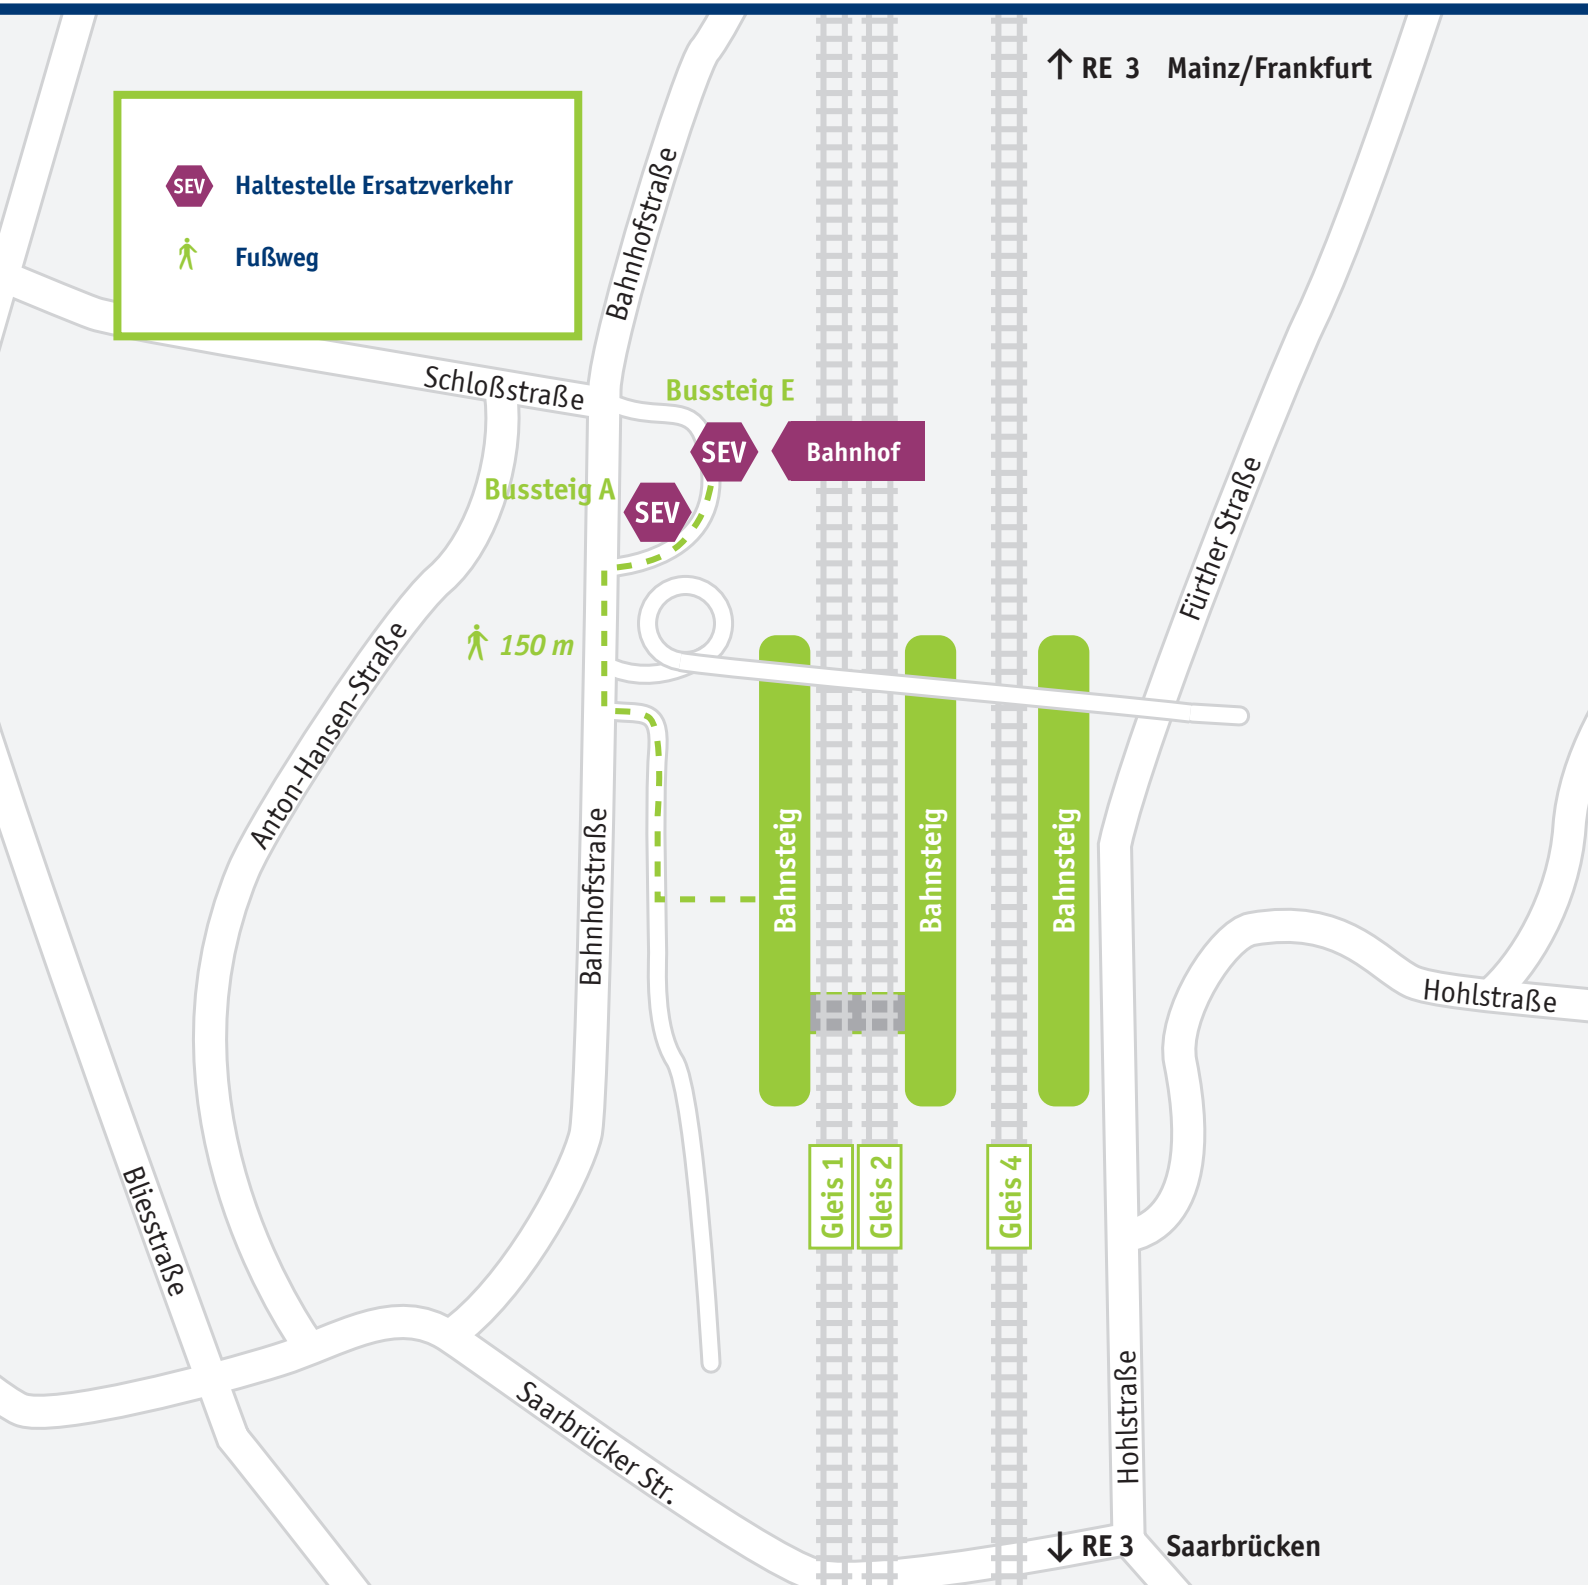 ↑ RE 3 Mainz/Frankfurt
SEV Haltestelle Ersatzverkehr
Fußweg
Bahnhofstraße
Schloßstraße
Bussteig E
SEV
Bahnhof
Bussteig A
SEV
Fürther Straße
150 m
Anton-Hansen-Straße
Bahnhofstraße
Bahnsteig
Bahnsteig
Bahnsteig
Hohlstraße
Gleis 1
Gleis 2
Gleis 4
Bliesstraße
Saarbrücker Str.
Hohlstraße
↓ RE 3 Saarbrücken